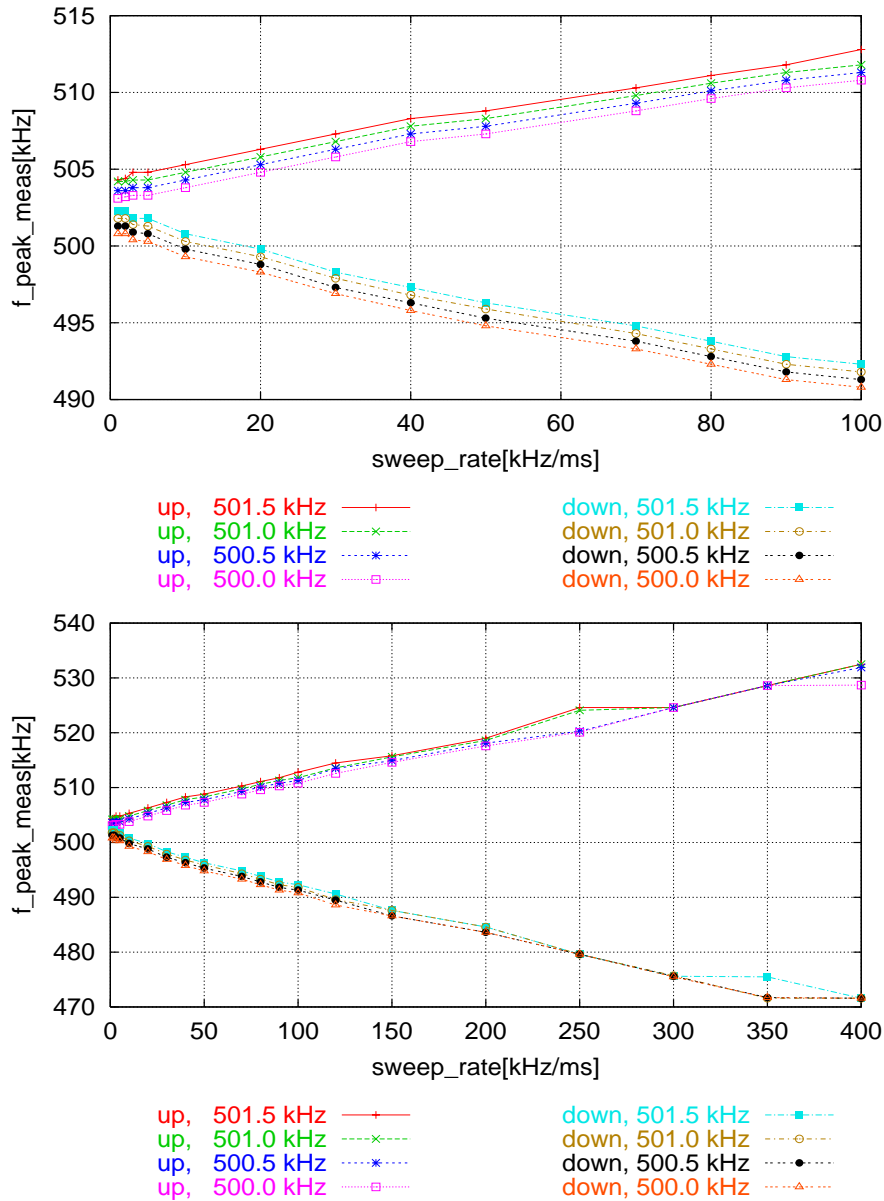 515
510
505
500
495
490
f_peak_meas[kHz]
0 20 40 60 80 100
sweep_rate[kHz/ms]
up, 501.5 kHz
up, 501.0 kHz
up, 500.5 kHz
up, 500.0 kHz
down, 501.5 kHz
down, 501.0 kHz
down, 500.5 kHz
down, 500.0 kHz
540
530
520
510
500
490
480
470
f_peak_meas[kHz]
0 50 100 150 200 250 300 350 400
sweep_rate[kHz/ms]
up, 501.5 kHz
up, 501.0 kHz
up, 500.5 kHz
up, 500.0 kHz
down, 501.5 kHz
down, 501.0 kHz
down, 500.5 kHz
down, 500.0 kHz